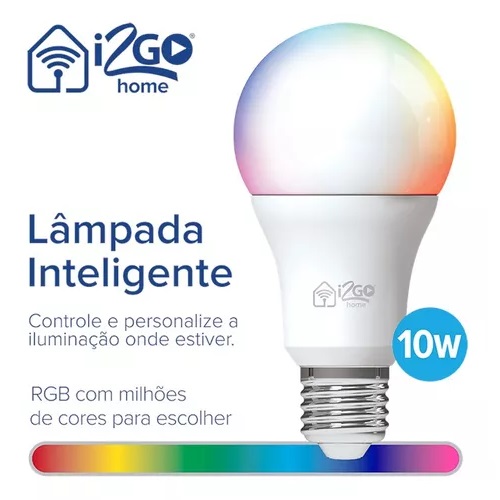 i2GO
home
Lâmpada
Inteligente
Controle e personalize a
iluminação onde estiver.
RGB com milhões
de cores para escolher
i2GO
home
10W